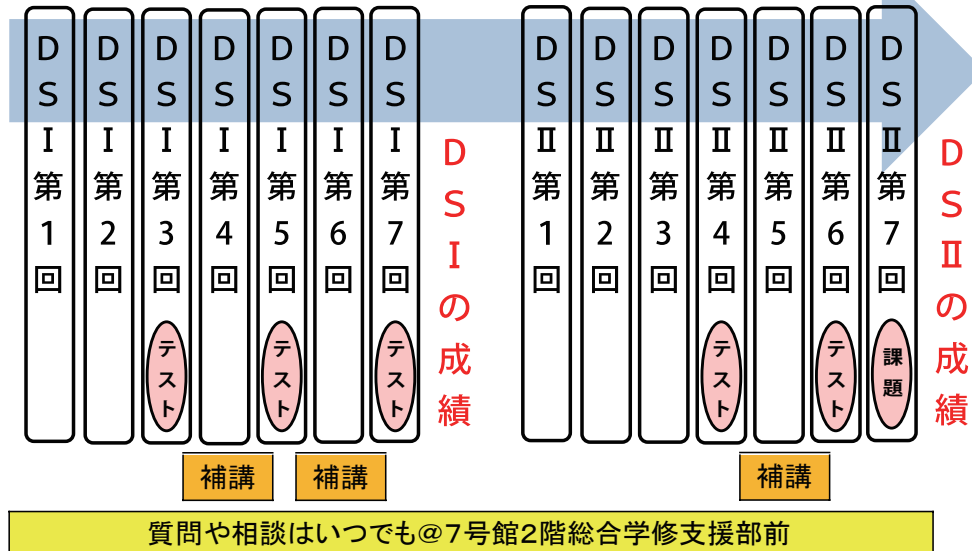 DSⅠ第1回
DSⅠ第2回
DSⅠ第3回
テスト
DSⅠ第4回
DSⅠ第5回
テスト
DSⅠ第6回
DSⅠ第7回
テスト
DSⅠの成績
DSⅡ第1回
DSⅡ第2回
DSⅡ第3回
DSⅡ第4回
テスト
DSⅡ第5回
DSⅡ第6回
テスト
DSⅡ第7回
課題
DSⅡの成績
補講
補講
補講
質問や相談はいつでも@7号館2階総合学修支援部前